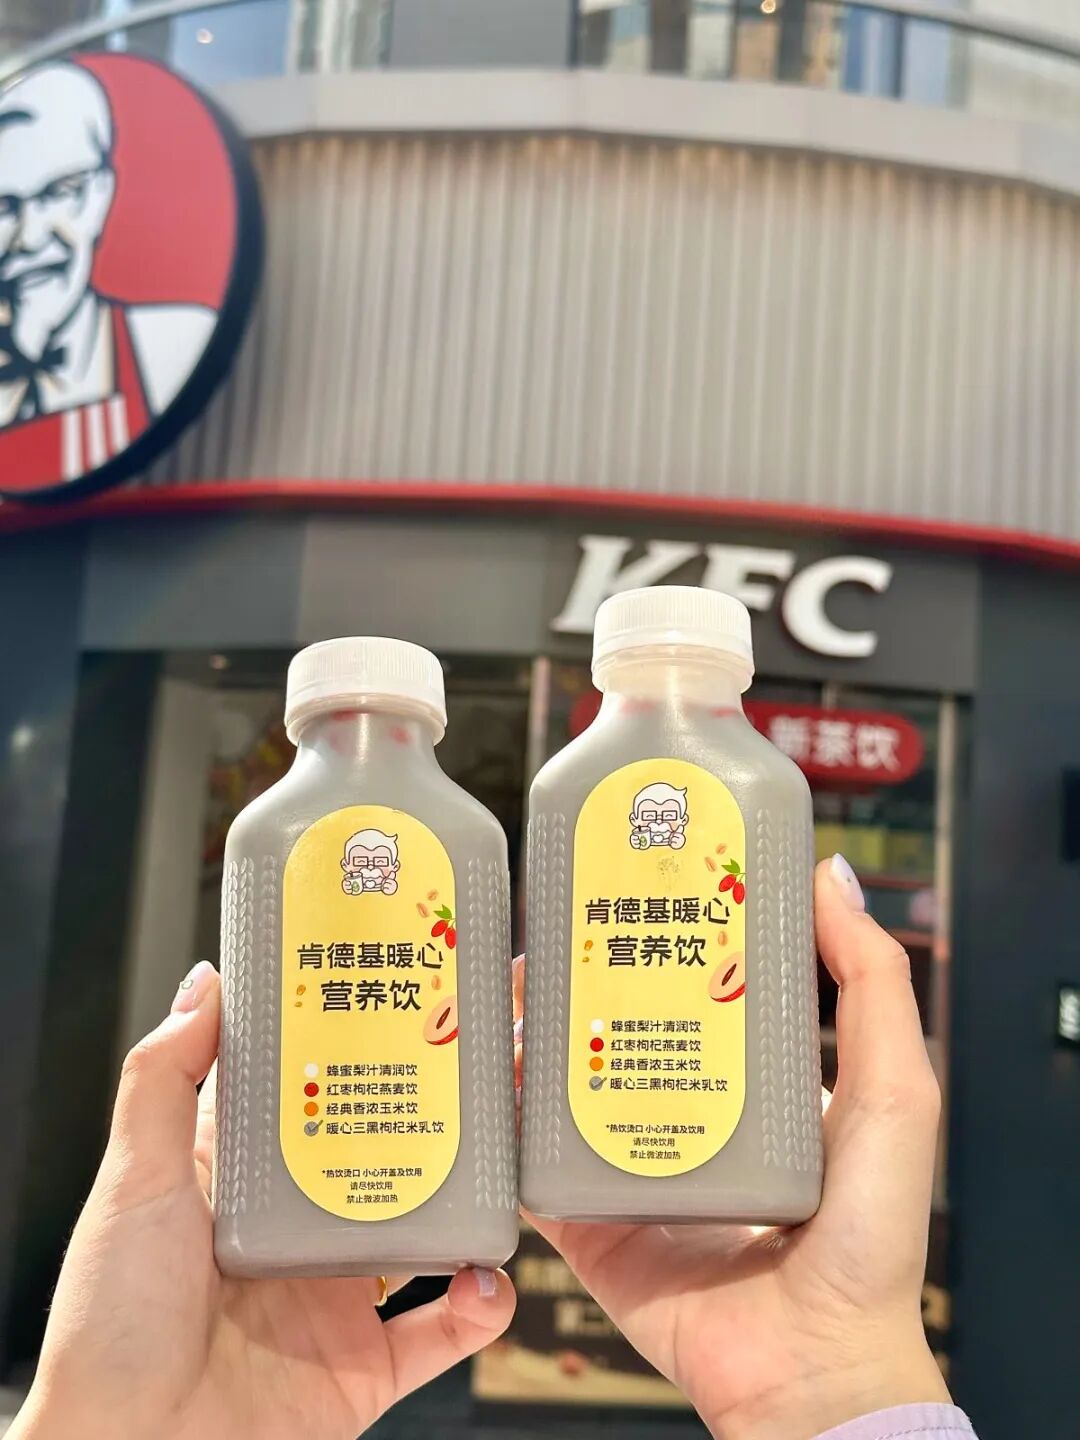 KFC
新茶饮
肯德基暖心
营养饮
蜂蜜梨汁清润饮
红枣枸杞燕麦饮
经典香浓玉米饮
暖心三黑枸杞米乳饮
*热饮烫口 小心开盖及饮用
请尽快饮用
禁止微波加热
肯德基暖心
营养饮
蜂蜜梨汁清润饮
红枣枸杞燕麦饮
经典香浓玉米饮
暖心三黑枸杞米乳饮
*热饮烫口 小心开盖及饮用
请尽快饮用
禁止微波加热